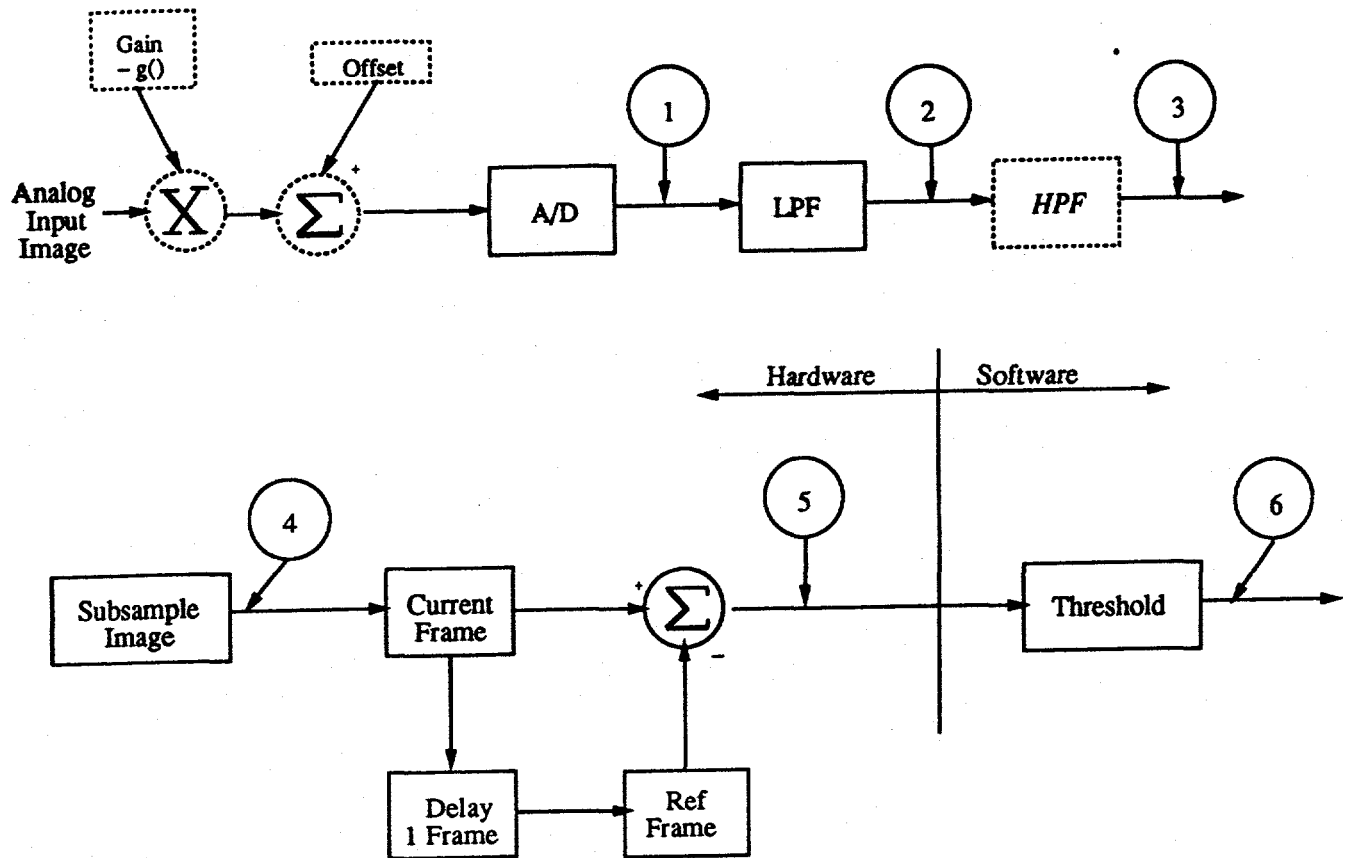 Gain
– g()
Offset
1
2
3
Analog
Input
Image
X
Σ
+
A/D
LPF
HPF
Hardware
Software
4
5
6
Subsample
Image
Current
Frame
+
Σ
–
Threshold
Delay
1 Frame
Ref
Frame